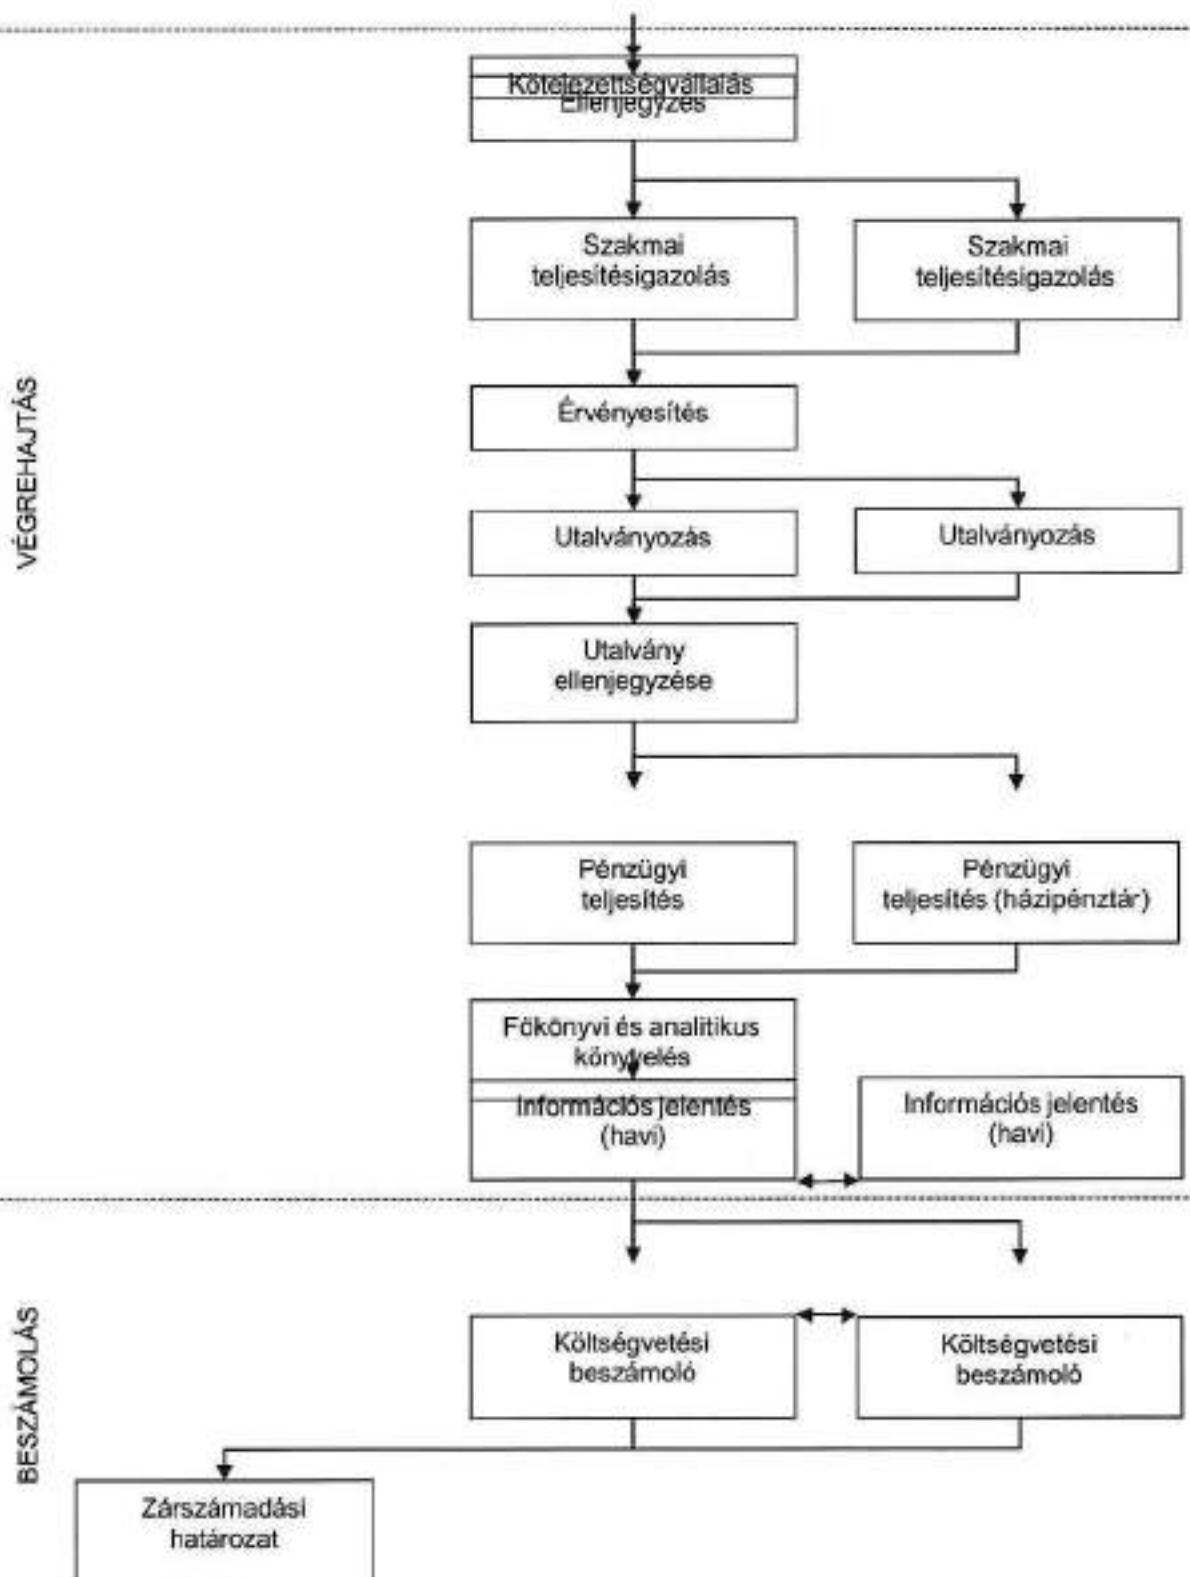 Kötelezettségvállalás
Ellenjegyzés
Szakmai
teljesítésigazolás
Szakmai
teljesítésigazolás
VÉGREHAJTÁS
Érvényesítés
Utalványozás
Utalványozás
Utalvány
ellenjegyzése
Pénzügyi
teljesítés
Pénzügyi
teljesítés (házipénztár)
Főkönyvi és analitikus
könyvelés
Információs jelentés
(havi)
Információs jelentés
(havi)
BESZÁMOLÁS
Költségvetési
beszámoló
Költségvetési
beszámoló
Zárszámadási
határozat